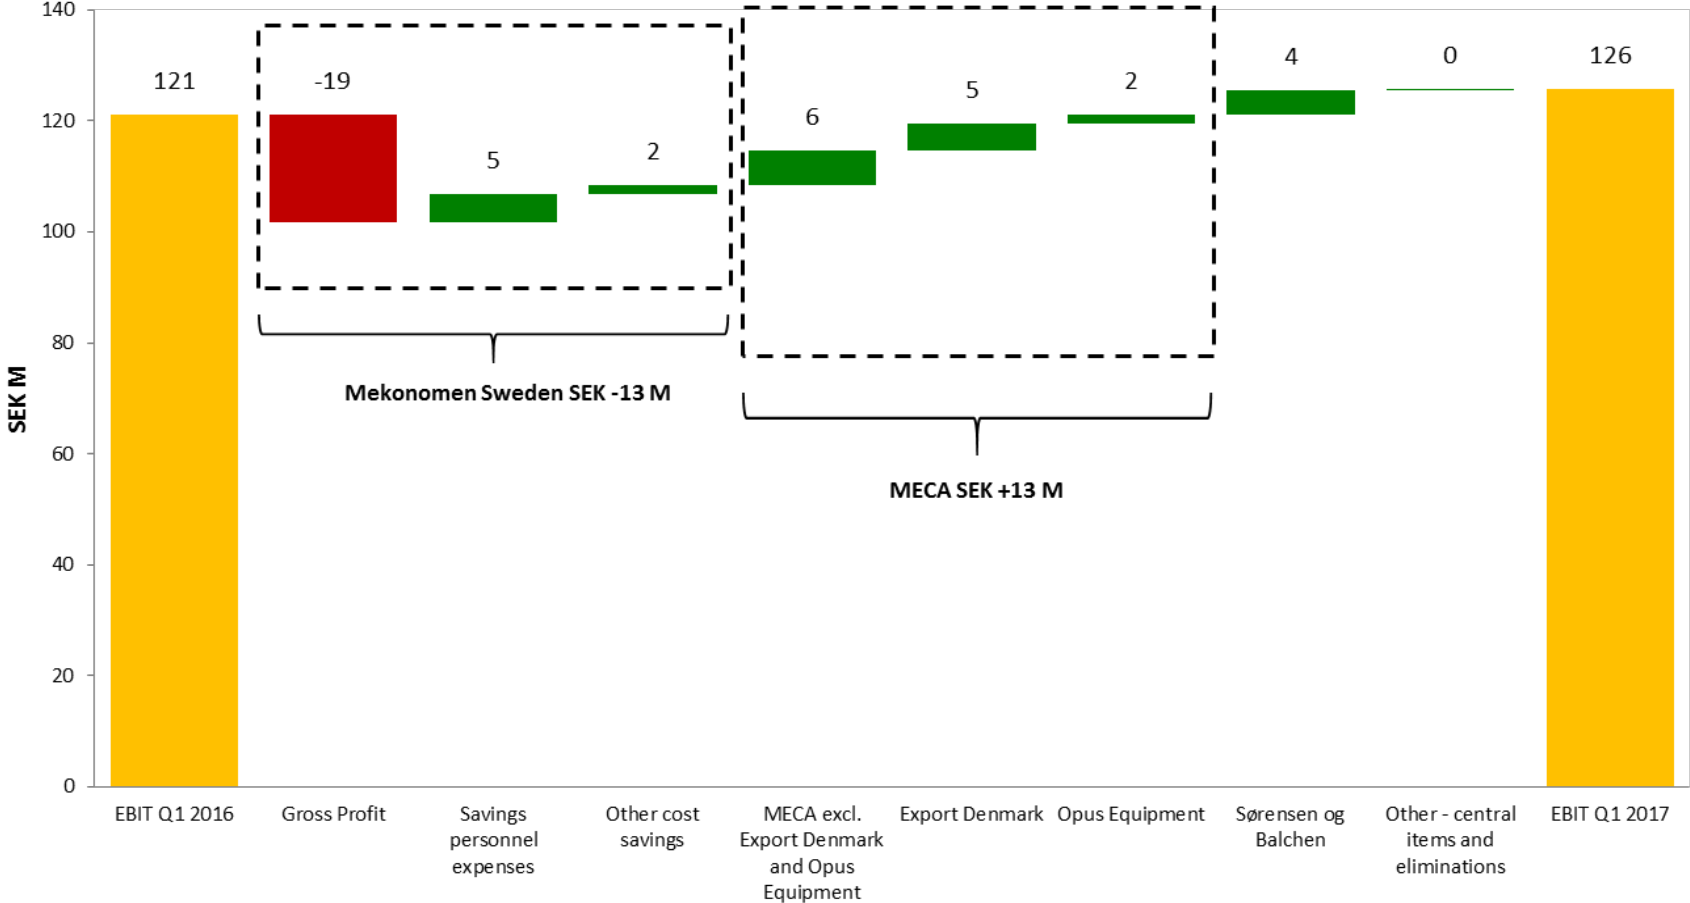 140
120
100
80
60
40
20
0
SEK M
121
-19
5
2
6
5
2
4
0
126
Mekonomen Sweden SEK -13 M
MECA SEK +13 M
EBIT Q1 2016
Gross Profit
Savings
personnel
expenses
Other cost
savings
MECA excl.
Export Denmark
and Opus
Equipment
Export Denmark
Opus Equipment
Sørensen og
Balchen
Other - central
items and
eliminations
EBIT Q1 2017